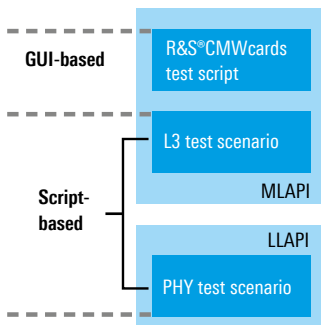 R&S®CMWcards
test script
GUI-based
L3 test scenario
MLAPI
Script-
based
LLAPI
PHY test scenario